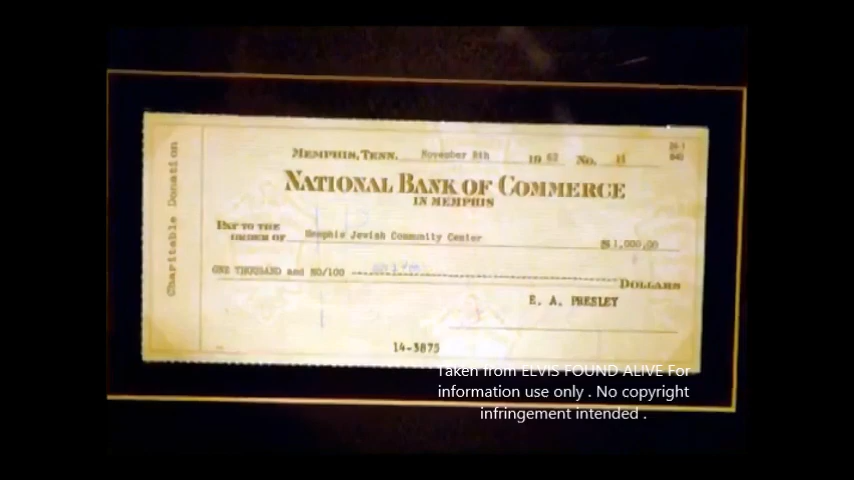 Charitable Donation
MEMPHIS, TENN. November 8th 19 62 No. 11
NATIONAL BANK OF COMMERCE
IN MEMPHIS
PAY TO THE
ORDER OF Memphis Jewish Community Center $ 1,000.00
ONE THOUSAND and NO/100 DOLLARS
E. A. PRESLEY
14-3875
Taken from ELVIS FOUND ALIVE For
information use only . No copyright
infringement intended .